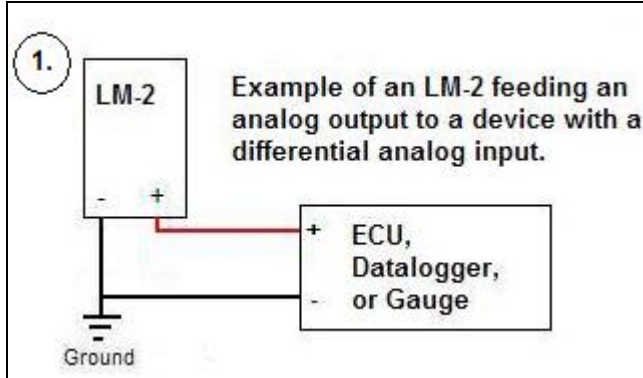 1.
LM-2
Example of an LM-2 feeding an
analog output to a device with a
differential analog input.
- +
+ ECU,
Datalogger,
- or Gauge
Ground